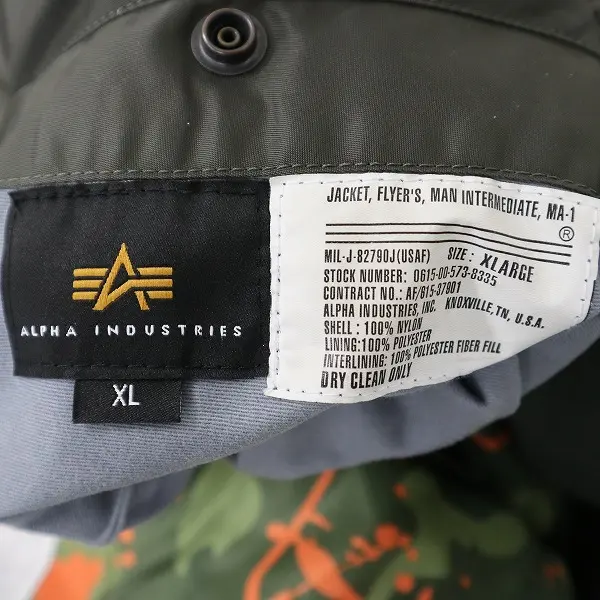 ALPHA INDUSTRIES
XL
JACKET, FLYER'S, MAN INTERMEDIATE, MA-1
®
MIL-J-82790J(USAF) SIZE: XLARGE
STOCK NUMBER: 0615-00-573-8335
CONTRACT NO.: AF/815-37901
ALPHA INDUSTRIES, INC. KNOXVILLE, TN, U.S.A.
SHELL: 100% NYLON
LINING: 100% POLYESTER
INTERLINING: 100% POLYESTER FIBER FILL
DRY CLEAN ONLY